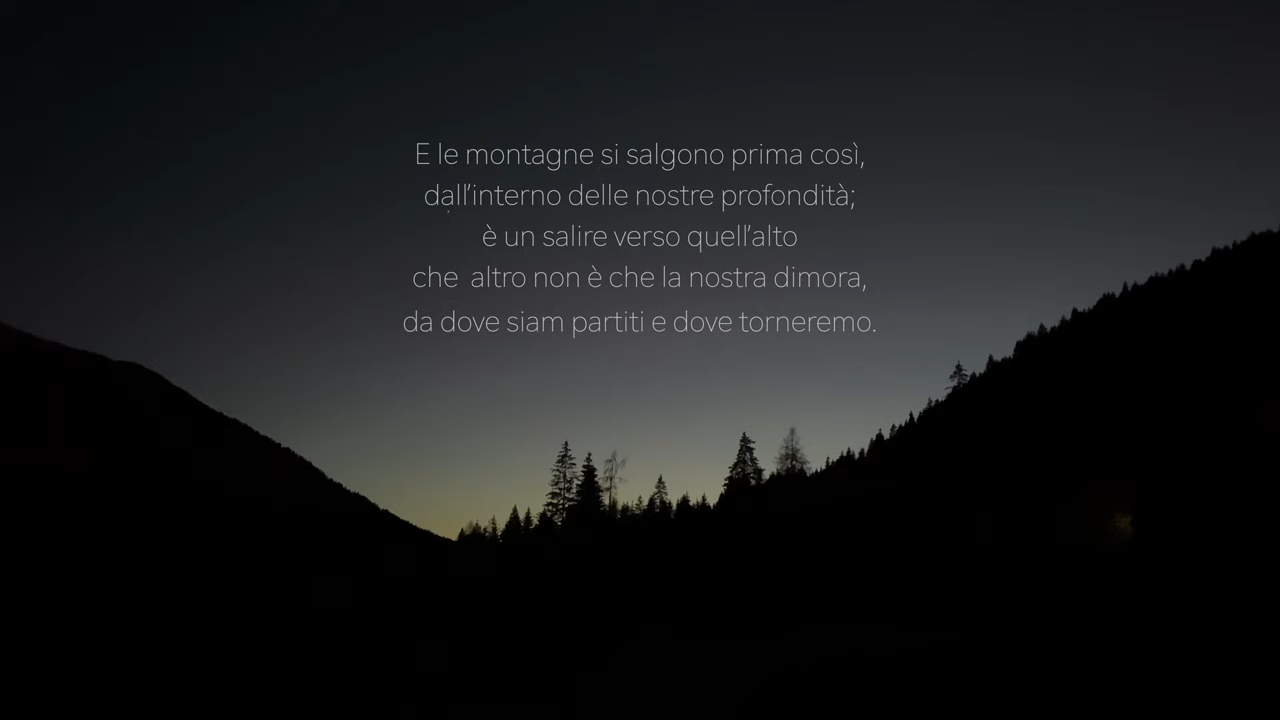 E le montagne si salgono prima così,
dall'interno delle nostre profondità;
è un salire verso quell'alto
che  altro non è che la nostra dimora,
da dove siam partiti e dove torneremo.